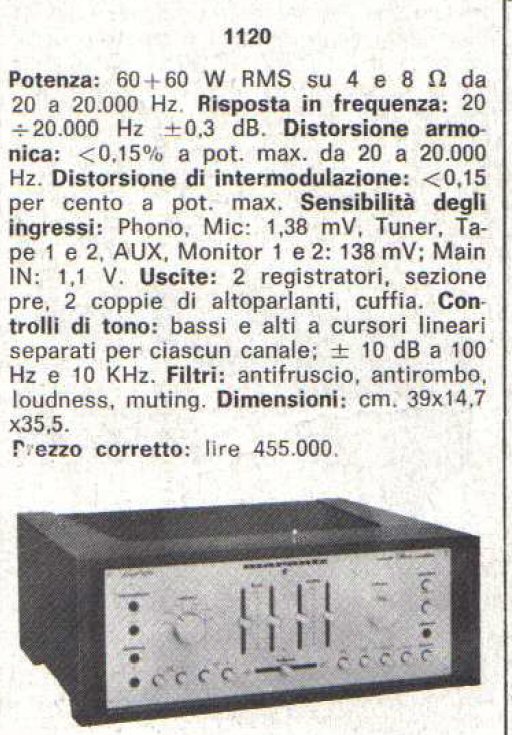 1120
Potenza: 60+60 W RMS su 4 e 8 Ω da
20 a 20.000 Hz. Risposta in frequenza: 20
÷20.000 Hz ±0,3 dB. Distorsione armo-
nica: <0,15% a pot. max. da 20 a 20.000
Hz. Distorsione di intermodulazione: <0,15
per cento a pot. max. Sensibilità degli
ingressi: Phono, Mic: 1,38 mV, Tuner, Ta-
pe 1 e 2, AUX, Monitor 1 e 2: 138 mV; Main
IN: 1,1 V. Uscite: 2 registratori, sezione
pre, 2 coppie di altoparlanti, cuffia. Con-
trolli di tono: bassi e alti a cursori lineari
separati per ciascun canale; ± 10 dB a 100
Hz e 10 KHz. Filtri: antifruscio, antirombo,
loudness, muting. Dimensioni: cm. 39x14,7
x35,5.
Prezzo corretto: lire 455.000.
marantz